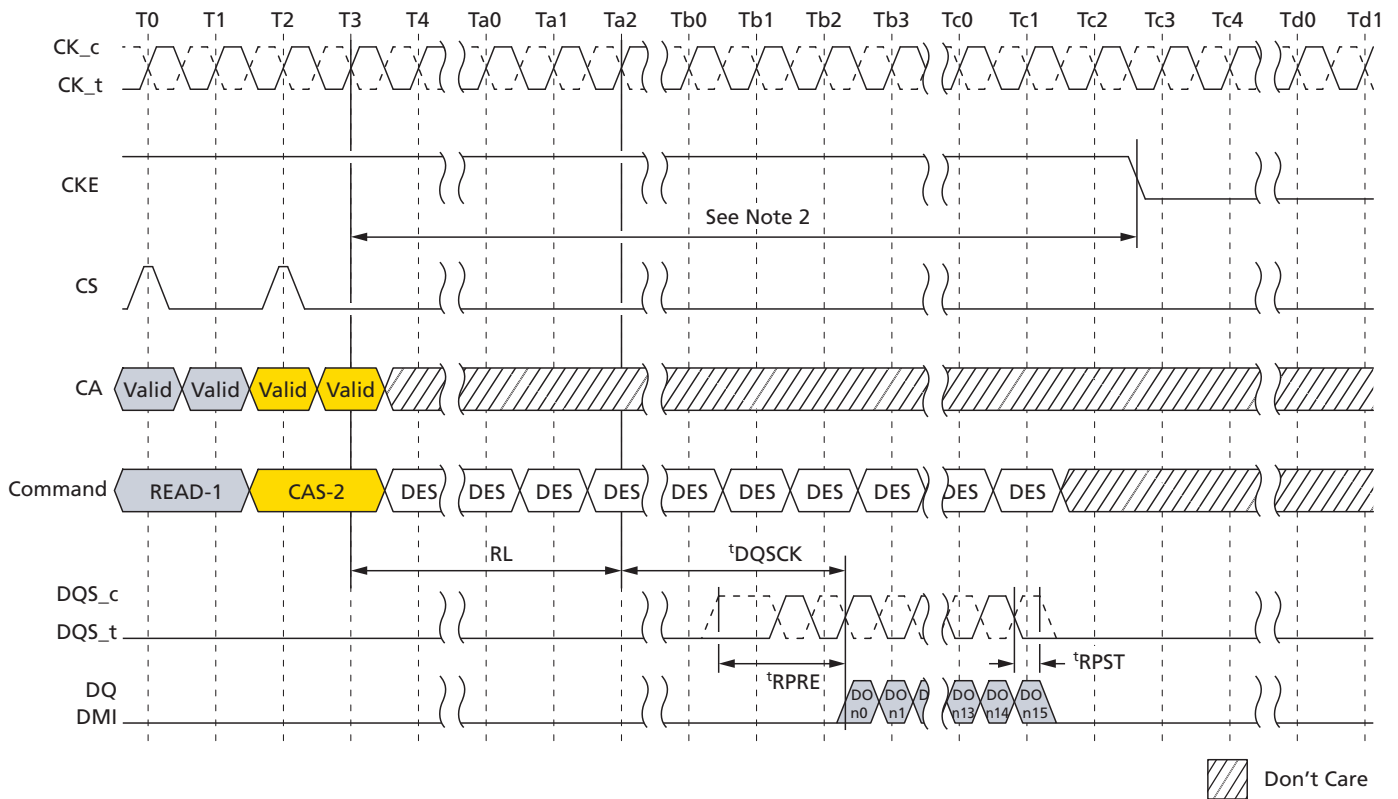 T0 T1 T2 T3 T4 Ta0 Ta1 Ta2 Tb0 Tb1 Tb2 Tb3 Tc0 Tc1 Tc2 Tc3 Tc4 Td0 Td1
CK_c
CK_t
CKE
See Note 2
CS
CA Valid Valid Valid Valid
Command READ-1 CAS-2 DES DES DES DES DES DES DES DES DES DES
RL tDQSCK
DQS_c
DQS_t
tRPRE tRPST
DQ DO DO D DO DO DO
DMI n0 n1 n13 n14 n15
Don't Care